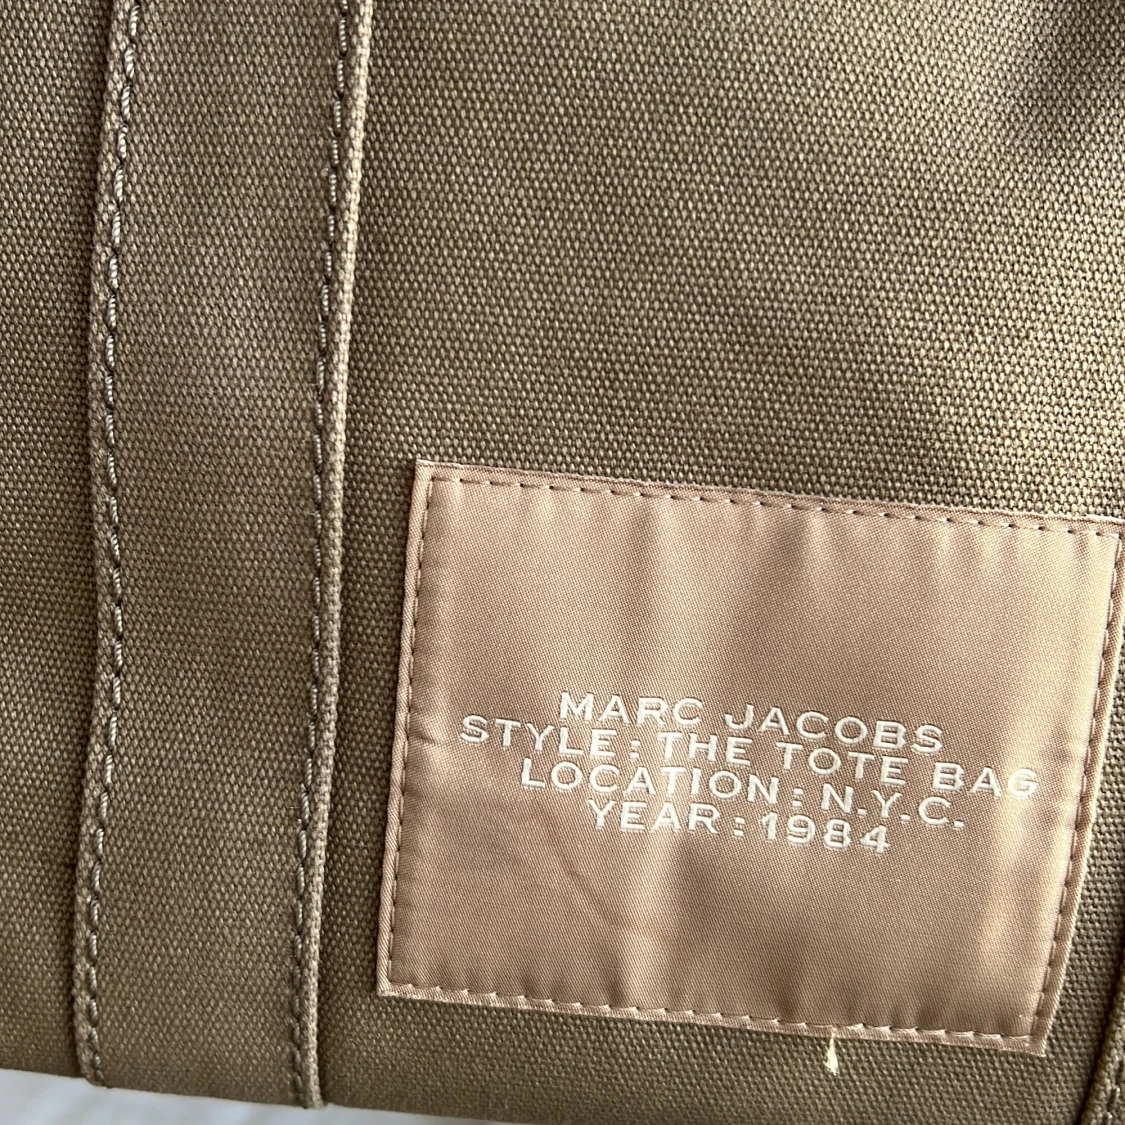 MARC JACOBS
STYLE: THE TOTE BAG
LOCATION: N.Y.C.
YEAR: 1984